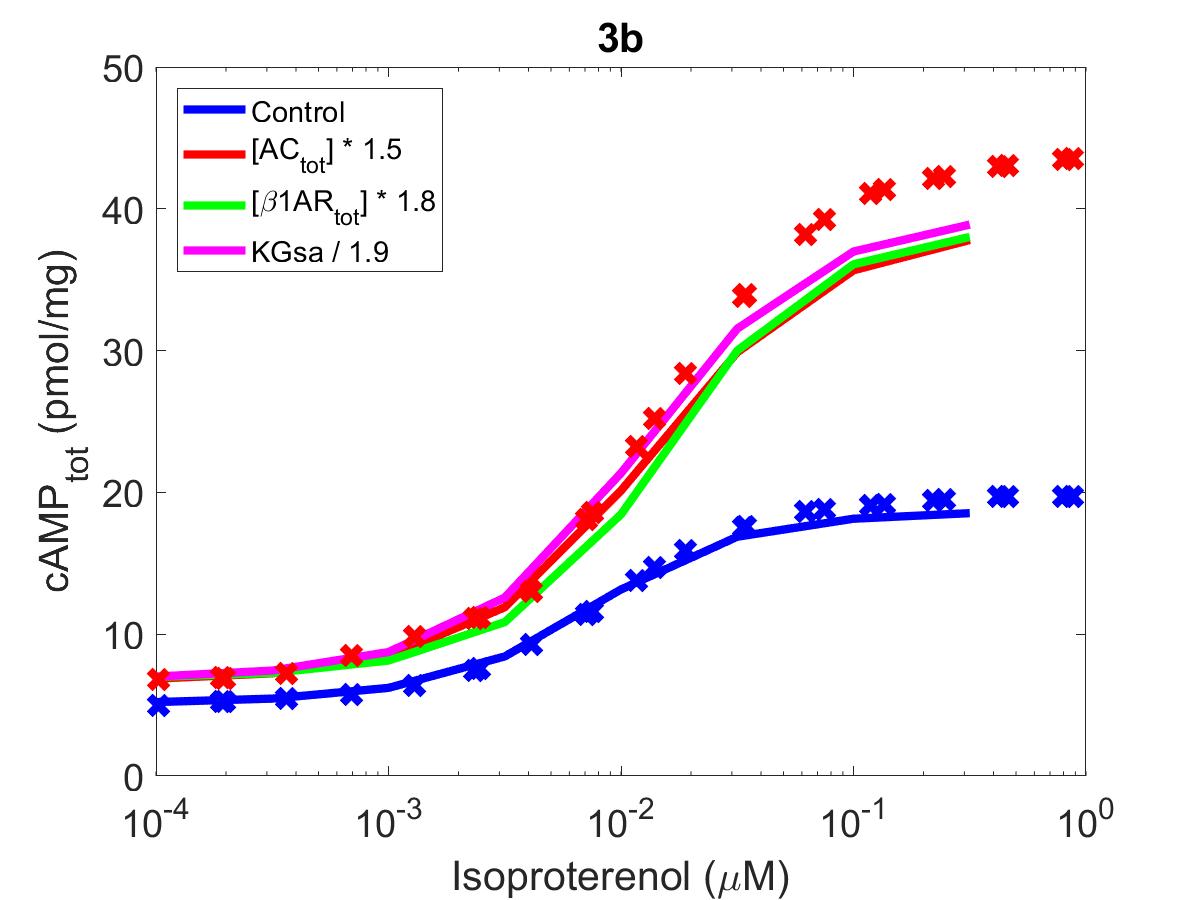 3b
50
40
30
20
10
0
cAMP_tot (pmol/mg)
Control
[AC_tot] * 1.5
[β1AR_tot] * 1.8
KGsa / 1.9
10^-4 10^-3 10^-2 10^-1 10^0
Isoproterenol (μM)